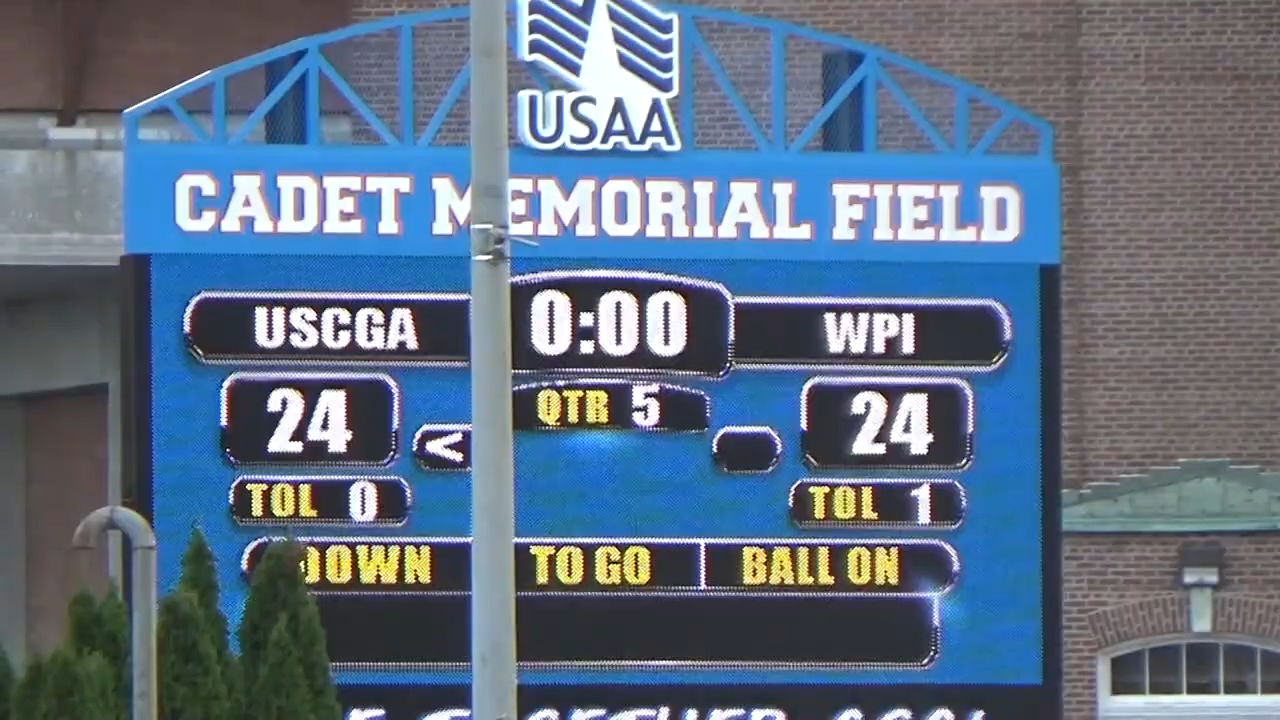 USAA
CADET MEMORIAL FIELD
USCGA 0:00 WPI
24 < QTR 5 24
TOL 0 TOL 1
DOWN TO GO BALL ON